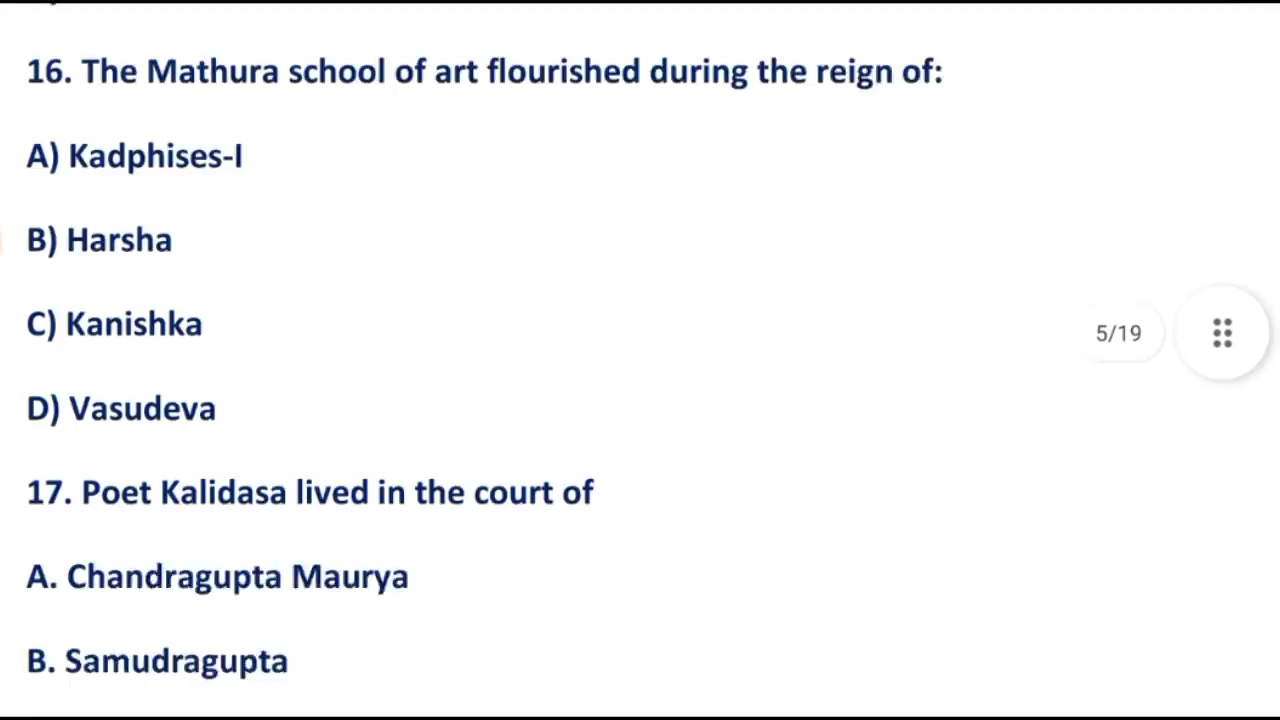 16. The Mathura school of art flourished during the reign of:
A) Kadphises-I
B) Harsha
C) Kanishka
5/19
D) Vasudeva
17. Poet Kalidasa lived in the court of
A. Chandragupta Maurya
B. Samudragupta